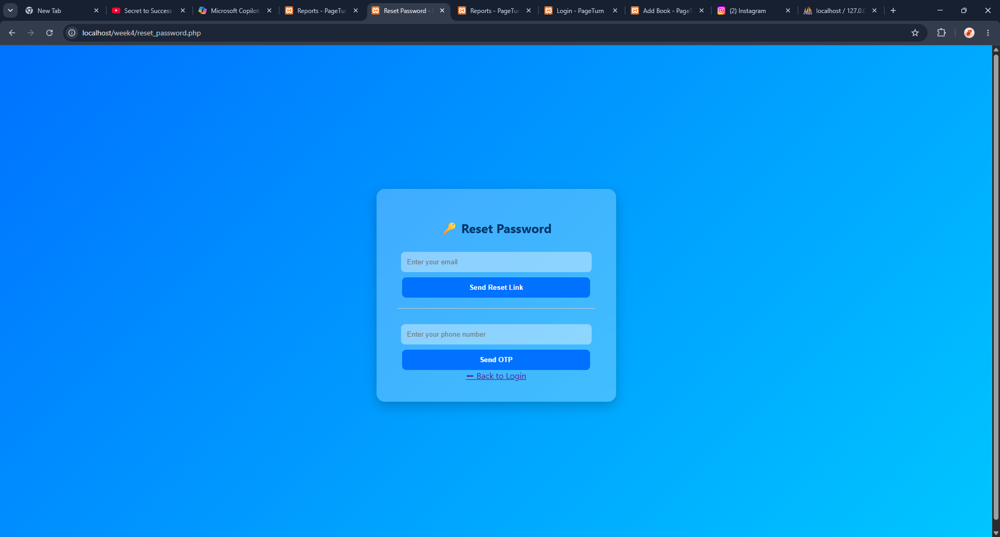 New Tab
Secret to Success
Microsoft Copilot:
Reports - PageTur
Reset Password -
Reports - PageTur
Login - PageTurn
Add Book - PageT
(2) Instagram
localhost / 127.0.0
localhost/week4/reset_password.php
🔑 Reset Password
Enter your email
Send Reset Link
Enter your phone number
Send OTP
← Back to Login